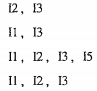 I2, I3
I1, I3
I1, I2, I3, I5
I1, I2, I3